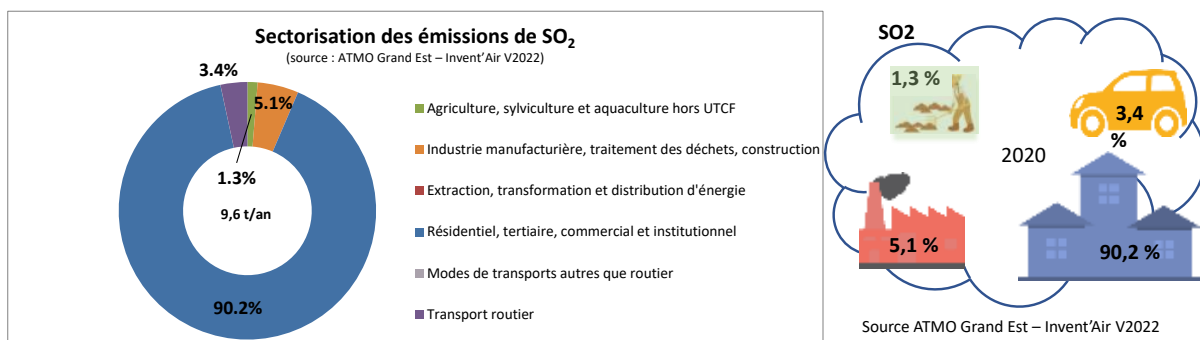 Sectorisation des émissions de SO2
(source : ATMO Grand Est – Invent'Air V2022)
3.4%
5.1%
1.3%
9,6 t/an
90.2%
Agriculture, sylviculture et aquaculture hors UTCF
Industrie manufacturière, traitement des déchets, construction
Extraction, transformation et distribution d'énergie
Résidentiel, tertiaire, commercial et institutionnel
Modes de transports autres que routier
Transport routier
SO2
1,3 %
3,4
%
2020
5,1 %
90,2 %
Source ATMO Grand Est – Invent'Air V2022